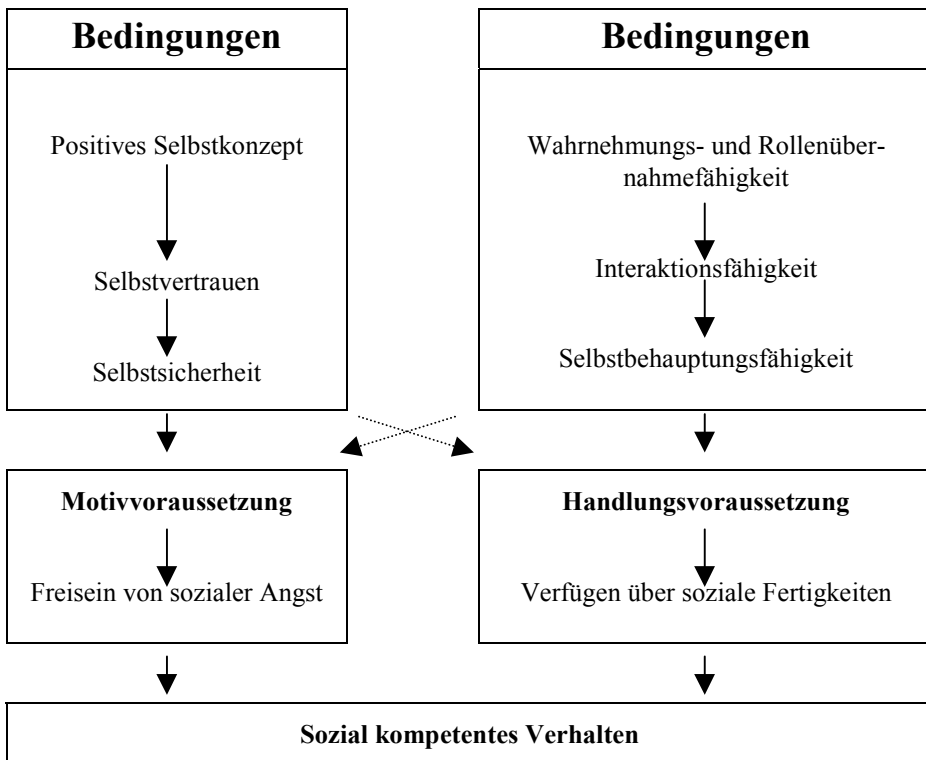 Bedingungen
Positives Selbstkonzept
Selbstvertrauen
Selbstsicherheit
Bedingungen
Wahrnehmungs- und Rollenüber-
nahmefähigkeit
Interaktionsfähigkeit
Selbstbehauptungsfähigkeit
Motivvoraussetzung
Freisein von sozialer Angst
Handlungsvoraussetzung
Verfügen über soziale Fertigkeiten
Sozial kompetentes Verhalten